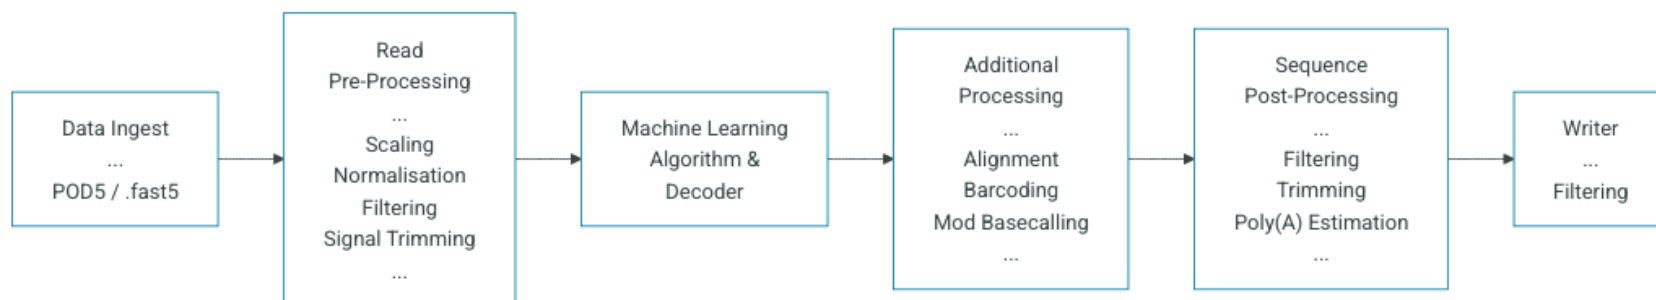 Data Ingest
...
POD5 / .fast5
Read
Pre-Processing
...
Scaling
Normalisation
Filtering
Signal Trimming
...
Machine Learning
Algorithm &
Decoder
Additional
Processing
...
Alignment
Barcoding
Mod Basecalling
...
Sequence
Post-Processing
...
Filtering
Trimming
Poly(A) Estimation
...
Writer
...
Filtering